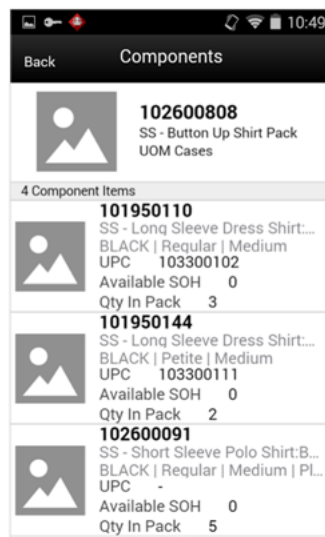 10:49
Back
Components
102600808
SS - Button Up Shirt Pack
UOM Cases
4 Component Items
101950110
SS - Long Sleeve Dress Shirt:...
BLACK | Regular | Medium
UPC 103300102
Available SOH 0
Qty In Pack 3
101950144
SS - Long Sleeve Dress Shirt:...
BLACK | Petite | Medium
UPC 103300111
Available SOH 0
Qty In Pack 2
102600091
SS - Short Sleeve Polo Shirt:B...
BLACK | Regular | Medium | Pl...
UPC -
Available SOH 0
Qty In Pack 5